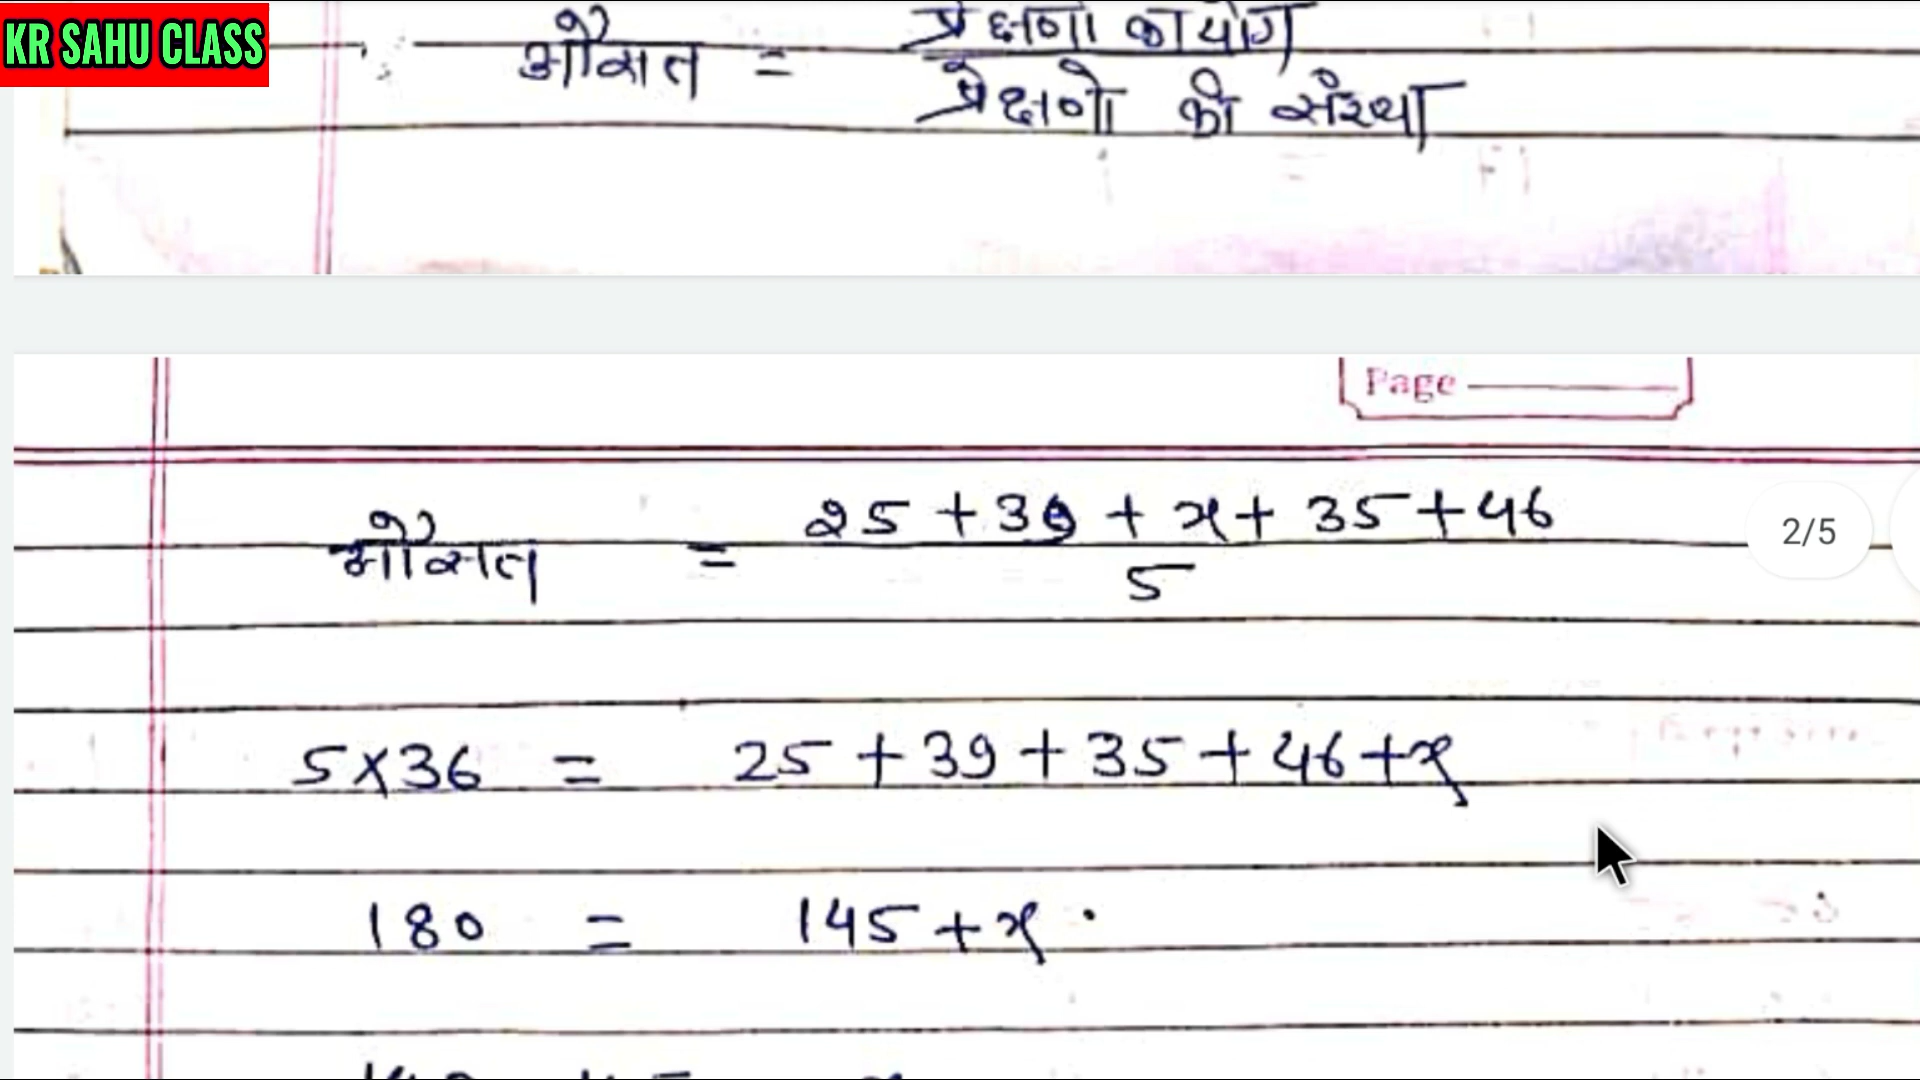 KR SAHU CLASS
औसत = प्रेक्षणों का योग
प्रेक्षणों की संख्या
Page
औसत = 25 + 39 + x + 35 + 46
5
2/5
5x36 = 25 + 39 + 35 + 46 + x
180 = 145 + x